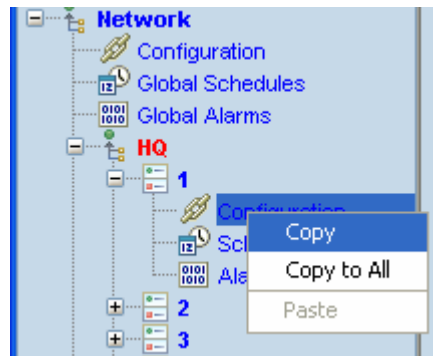 Network
Configuration
Global Schedules
Global Alarms
HQ
1
Configuration
Copy
Copy to All
Paste
2
3